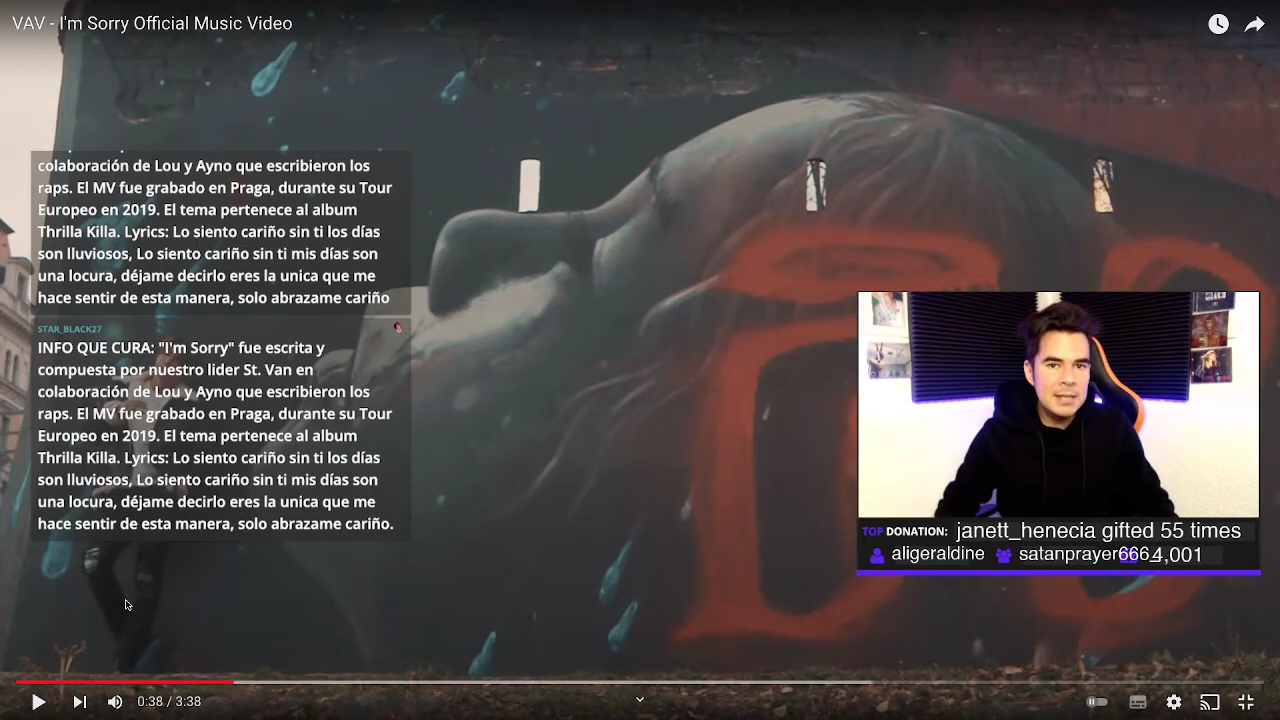 VAV - I'm Sorry Official Music Video
colaboración de Lou y Ayno que escribieron los
raps. El MV fue grabado en Praga, durante su Tour
Europeo en 2019. El tema pertenece al album
Thrilla Killa. Lyrics: Lo siento cariño sin ti los días
son lluviosos, Lo siento cariño sin ti mis días son
una locura, déjame decirlo eres la unica que me
hace sentir de esta manera, solo abrazame cariño
STAR_BLACK27
INFO QUE CURA: "I'm Sorry" fue escrita y
compuesta por nuestro lider St. Van en
colaboración de Lou y Ayno que escribieron los
raps. El MV fue grabado en Praga, durante su Tour
Europeo en 2019. El tema pertenece al album
Thrilla Killa. Lyrics: Lo siento cariño sin ti los días
son lluviosos, Lo siento cariño sin ti mis días son
una locura, déjame decirlo eres la unica que me
hace sentir de esta manera, solo abrazame cariño.
TOP DONATION: janett_henecia gifted 55 times
aligeraldine satanprayer666 4,001
0:38 / 3:38